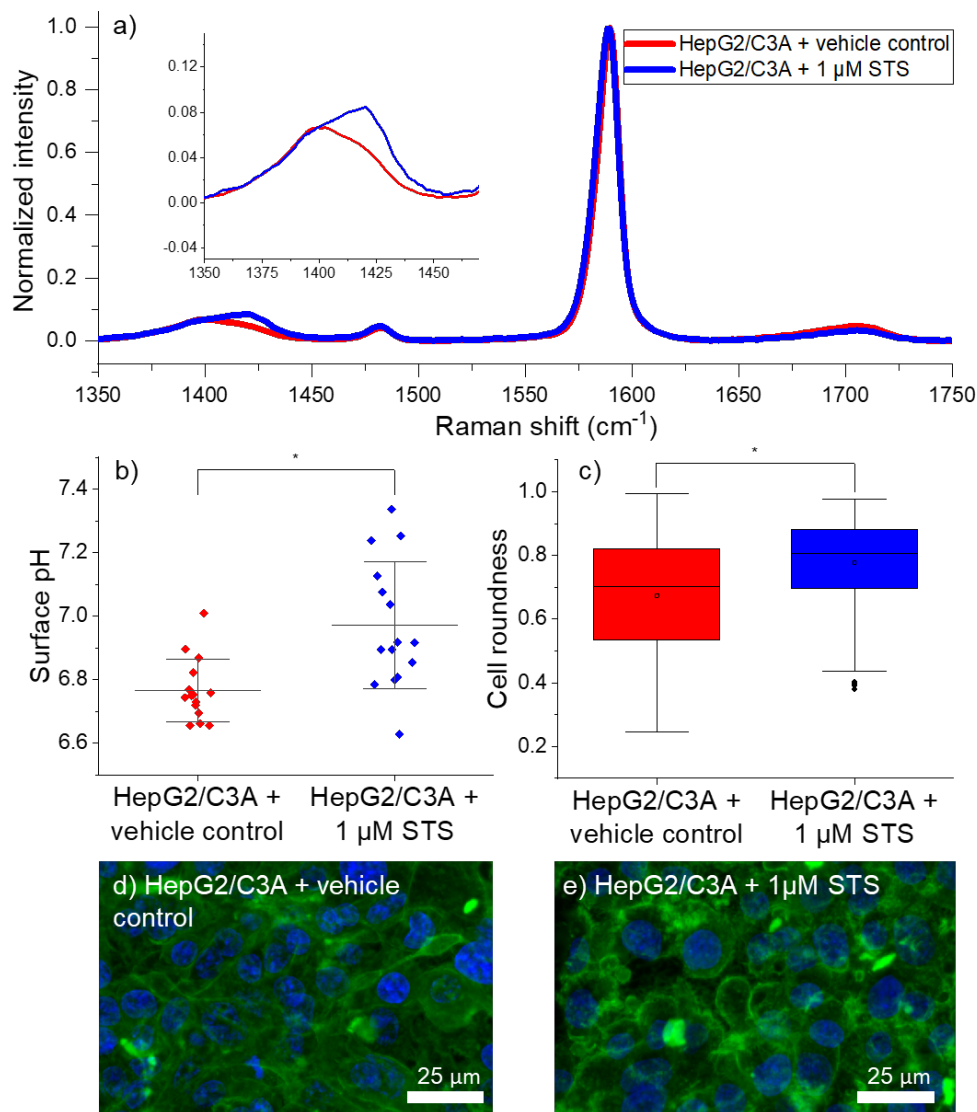 a)
HepG2/C3A + vehicle control
HepG2/C3A + 1 µM STS
0.12
0.08
0.04
0.00
-0.04
1350 1375 1400 1425 1450
1.0
0.8
0.6
0.4
0.2
0.0
Normalized intensity
1350 1400 1450 1500 1550 1600 1650 1700 1750
Raman shift (cm⁻¹)
b)
*
7.4
7.2
7.0
6.8
6.6
Surface pH
HepG2/C3A +
vehicle control
HepG2/C3A +
1 µM STS
c)
*
1.0
0.8
0.6
0.4
0.2
Cell roundness
HepG2/C3A +
vehicle control
HepG2/C3A +
1 µM STS
d) HepG2/C3A + vehicle
control
25 µm
e) HepG2/C3A + 1µM STS
25 µm